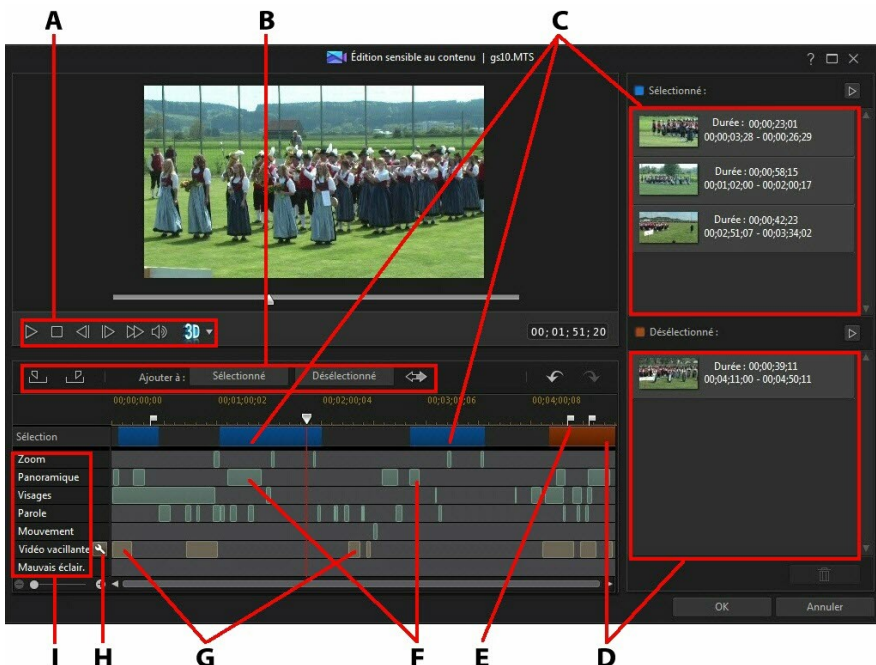 A B C
Édition sensible au contenu | gs10.MTS
?
Sélectionné :
Durée : 00;00;23;01
00;00;03;28 - 00;00;26;29
Durée : 00;00;58;15
00;01;02;00 - 00;02;00;17
Durée : 00;00;42;23
00;02;51;07 - 00;03;34;02
3D
00; 01; 51; 20
Désélectionné :
Durée : 00;00;39;11
00;04;11;00 - 00;04;50;11
Ajouter à : Sélectionné Désélectionné
00;00;00;00 00;01;00;02 00;02;00;04 00;03;00;06 00;04;00;08
Sélection
Zoom
Panoramique
Visages
Parole
Mouvement
Vidéo vacillante
Mauvais éclair.
OK Annuler
I H G F E D